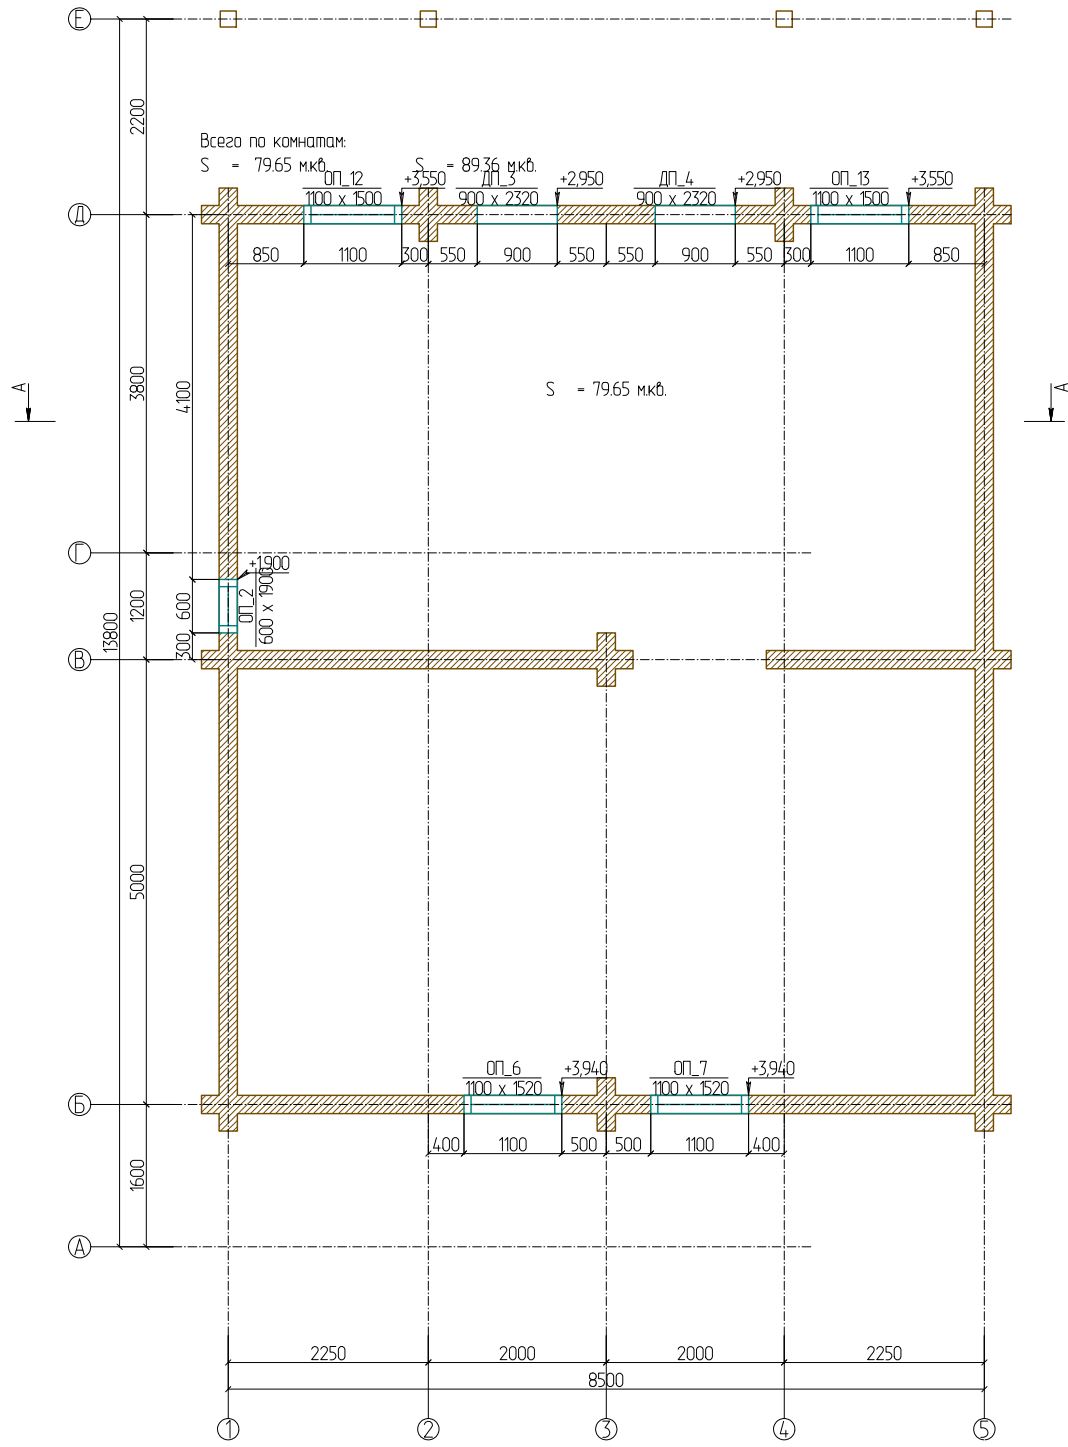 Е
2200
Всего по комнатам:
S = 79.65 м.кв.
S = 89.36 м.кв.
ОП_12
1100 x 1500
+3,550
ДП_3
900 x 2320
+2,950
ДП_4
900 x 2320
+2,950
ОП_13
1100 x 1500
+3,550
Д
850
1100
300
550
900
550
550
900
550
300
1100
850
А
3800
4100
S = 79.65 м.кв.
А
Г
+1,900
ОП_2
600 x 1900
13800
1200
600
300
В
5000
ОП_6
1100 x 1520
+3,940
ОП_7
1100 x 1520
+3,940
Б
400
1100
500
500
1100
400
1600
А
2250
2000
2000
2250
8500
1
2
3
4
5